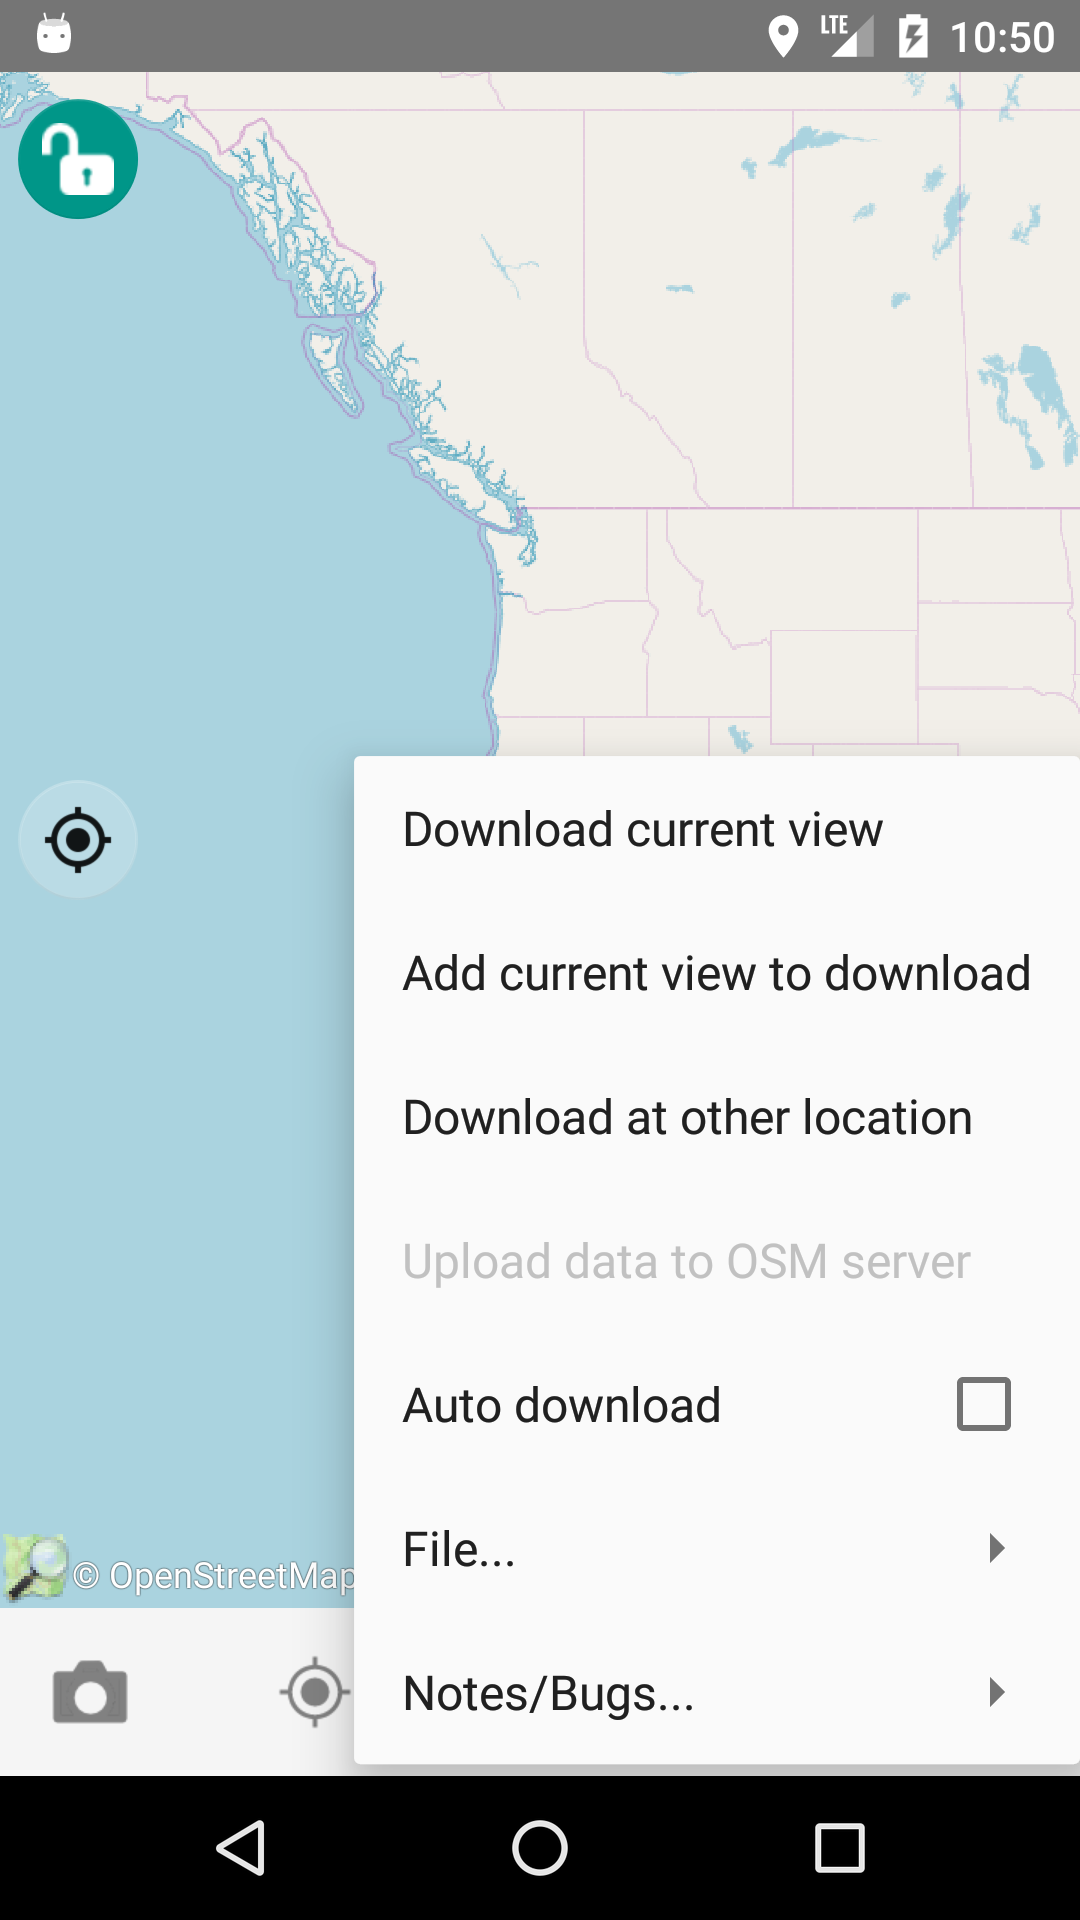 LTE 10:50
Download current view
Add current view to download
Download at other location
Upload data to OSM server
Auto download
File...
© OpenStreetMap
Notes/Bugs...